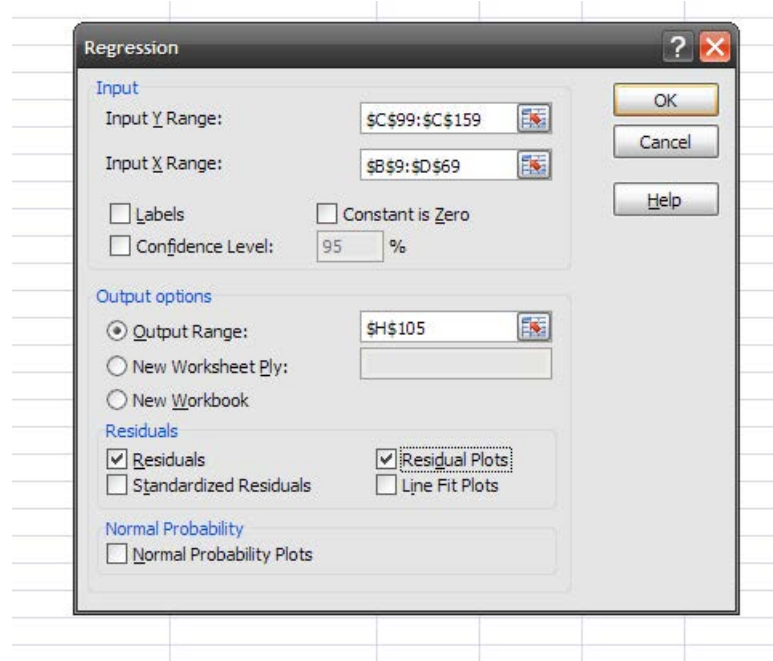 Regression
Input
Input Y Range: $C$99:$C$159
Input X Range: $B$9:$D$69
Labels Constant is Zero
Confidence Level: 95 %
OK
Cancel
Help
Output options
Output Range: $H$105
New Worksheet Ply:
New Workbook
Residuals
Residuals Residual Plots
Standardized Residuals Line Fit Plots
Normal Probability
Normal Probability Plots